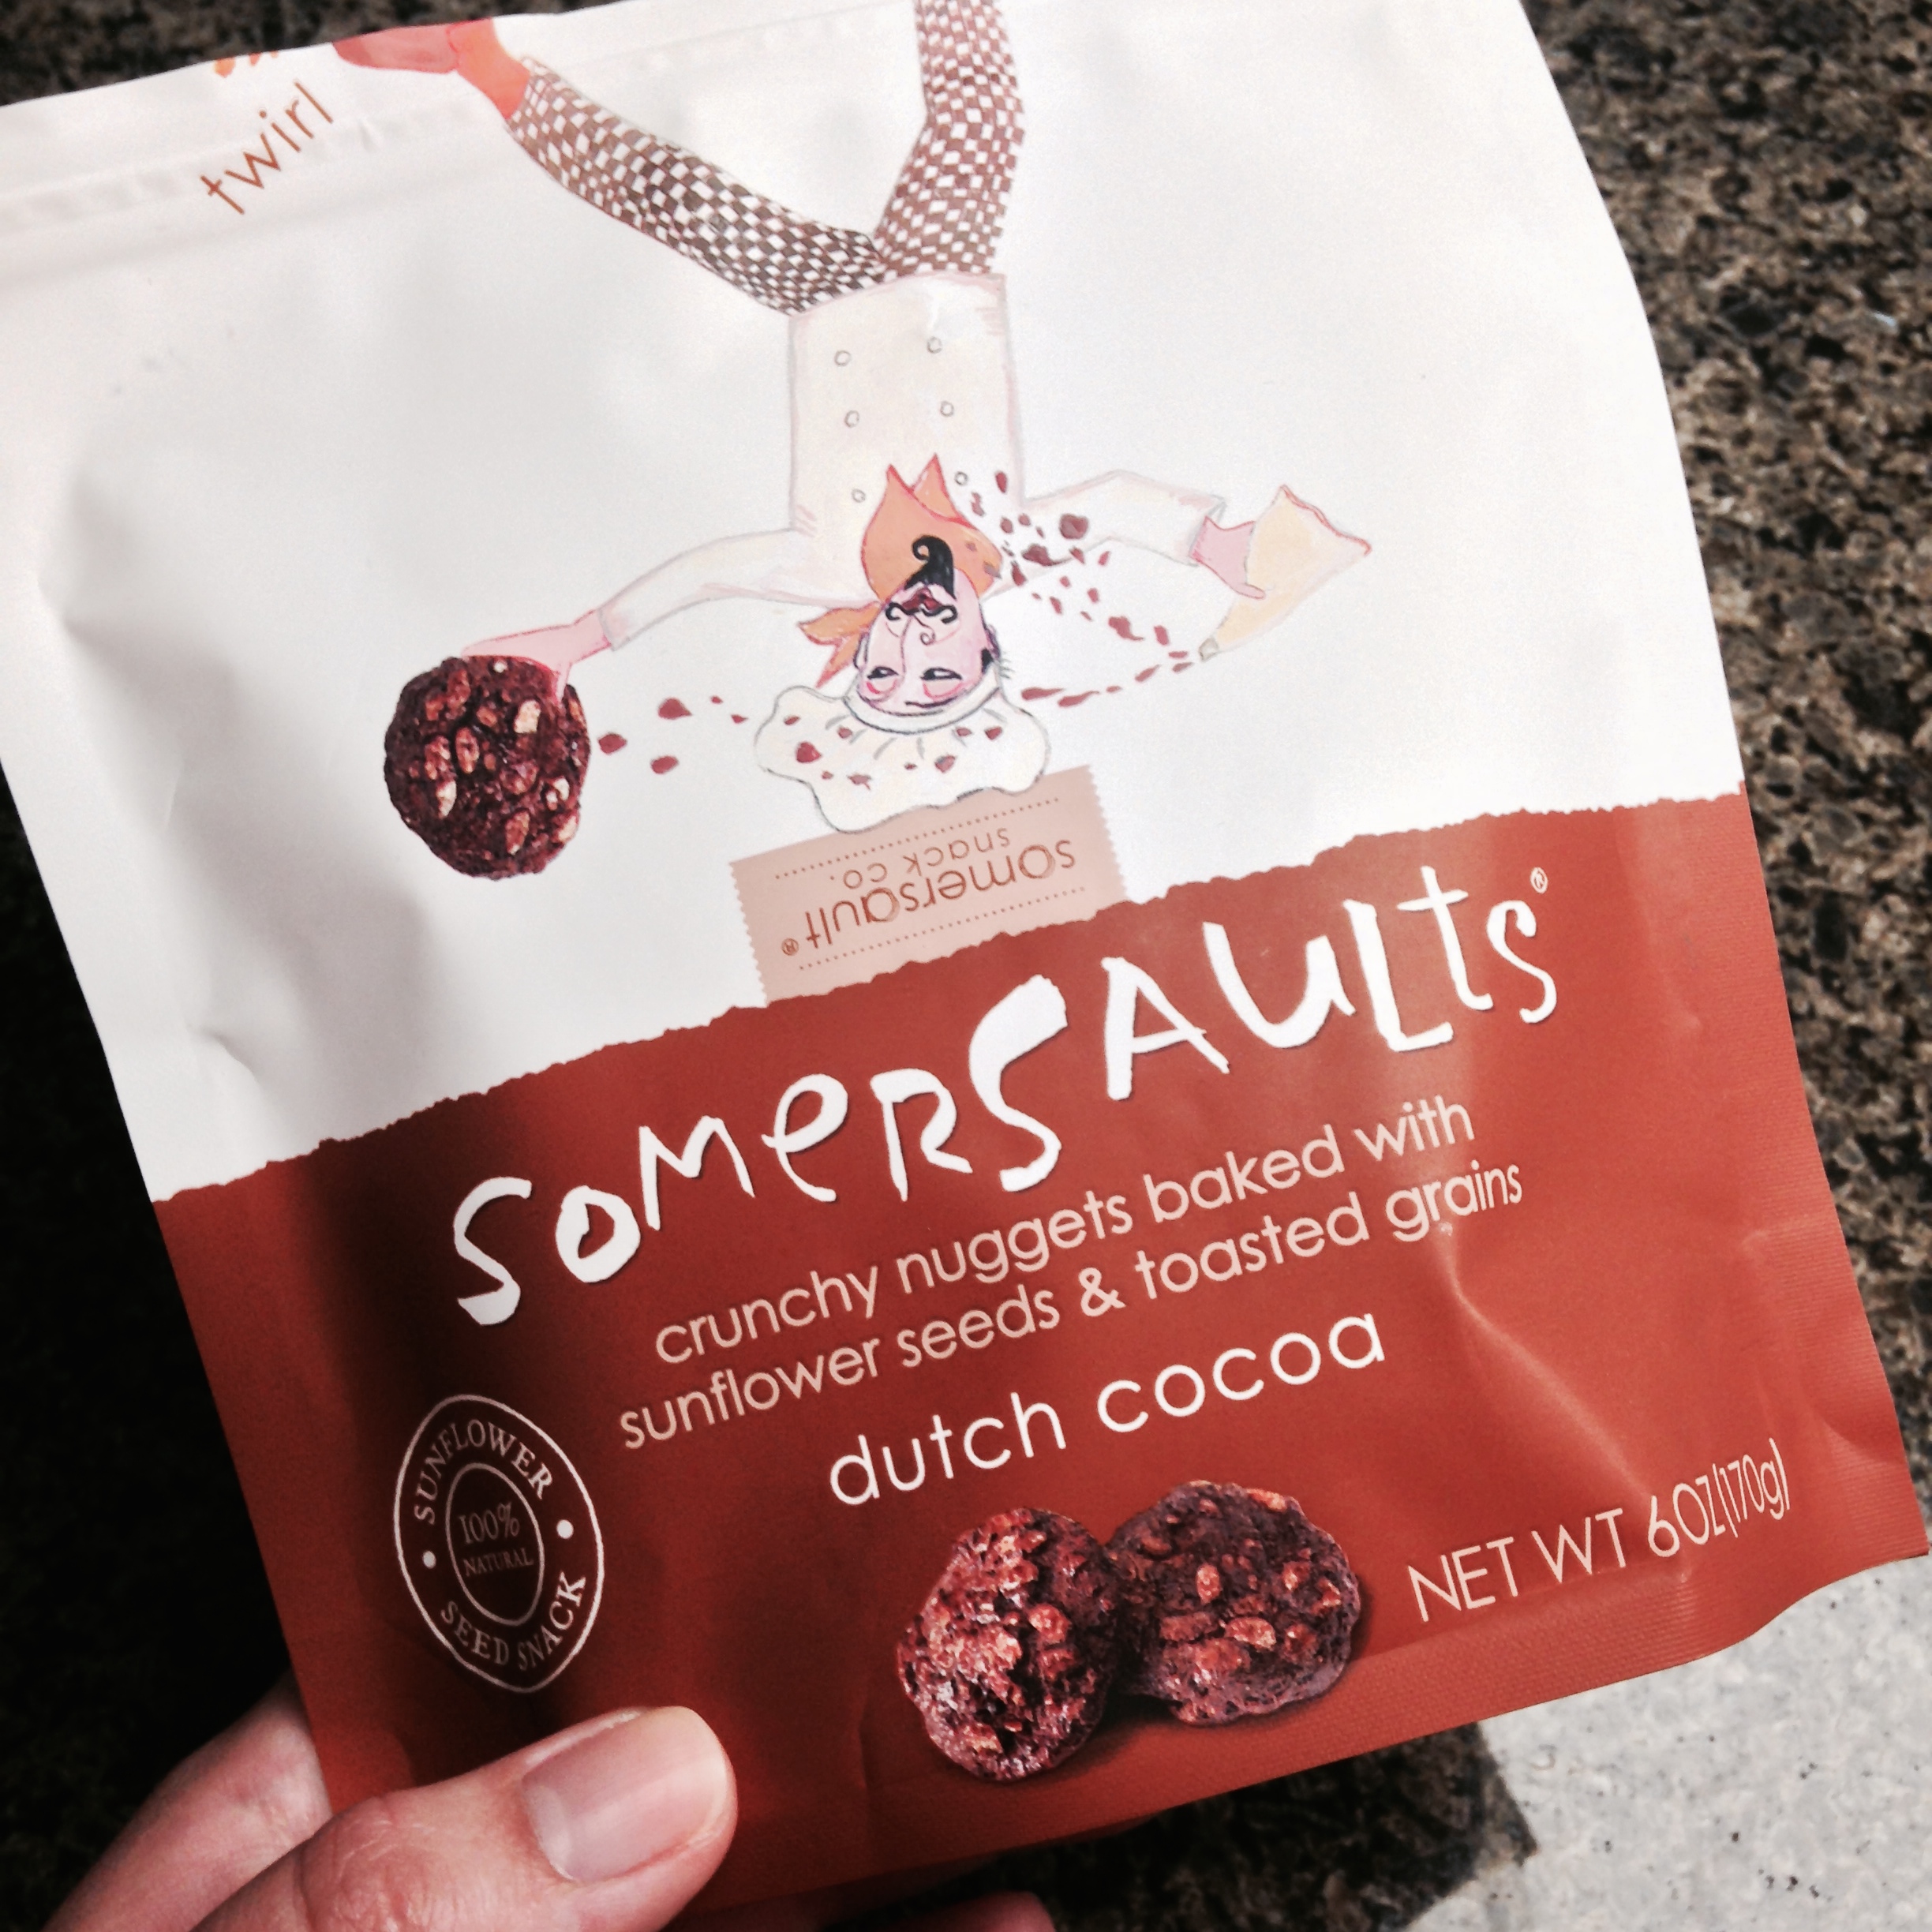 twirl
somersault®
snack co.
SOMERSAULTS®
crunchy nuggets baked with
sunflower seeds & toasted grains
dutch cocoa
SUNFLOWER
100%
NATURAL
SEED SNACK
NET WT 6OZ(170g)